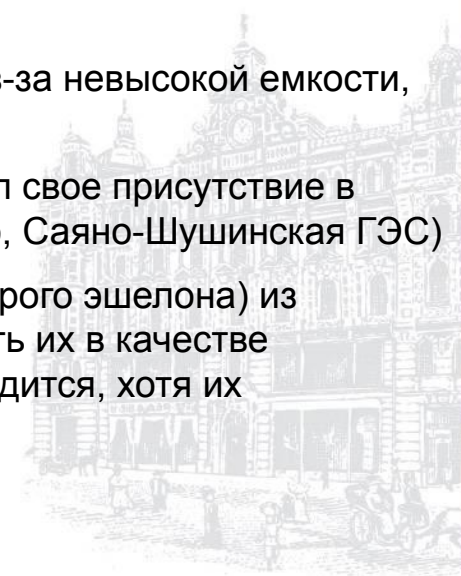 з-за невысокой емкости,
л свое присутствие в
о, Саяно-Шушинская ГЭС)
рого эшелона) из
ть их в качестве
дится, хотя их